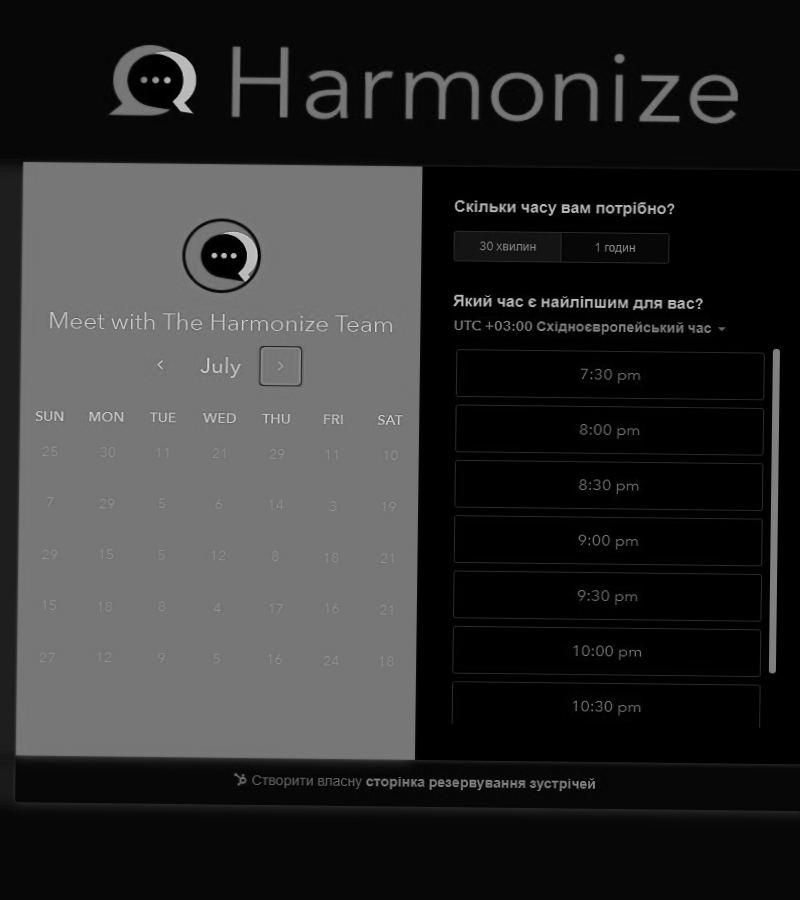 Harmonize
Meet with The Harmonize Team
July
SUN MON TUE WED THU FRI SAT
25 30 11 21 29 11 10
7 29 5 6 14 3 19
29 15 5 12 8 18 21
15 18 8 4 17 16 21
27 12 9 5 16 24 18
Скільки часу вам потрібно?
30 хвилин 1 годин
Який час є найліпшим для вас?
UTC +03:00 Східноєвропейський час
7:30 pm
8:00 pm
8:30 pm
9:00 pm
9:30 pm
10:00 pm
10:30 pm
Створити власну сторінка резервування зустрічей